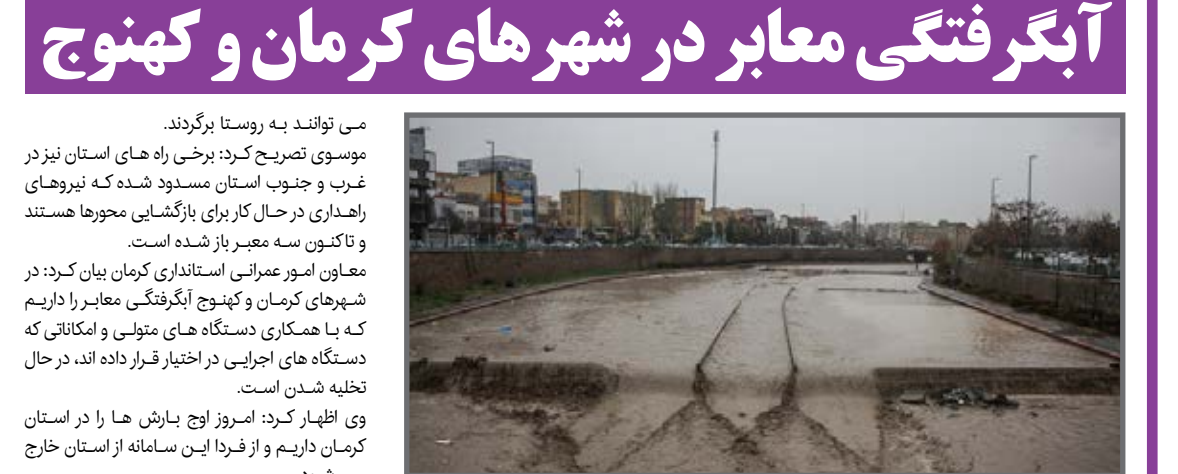 آبگرفتگی معابر در شهرهای کرمان و کهنوج
می توانند به روستا برگردند.
موسوی تصریح کرد: برخی راه های استان نیز در
غرب و جنوب استان مسدود شده که نیروهای
راهداری در حال کار برای بازگشایی محورها هستند
و تاکنون سه معبر باز شده است.
معاون امور عمرانی استانداری کرمان بیان کرد: در
شهرهای کرمان و کهنوج آبگرفتگی معابر را داریم
که با همکاری دستگاه های متولی و امکاناتی که
دستگاه های اجرایی در اختیار قرار داده اند، در حال
تخلیه شدن است.
وی اظهار کرد: امروز اوج بارش ها را در استان
کرمان داریم و از فردا این سامانه از استان خارج